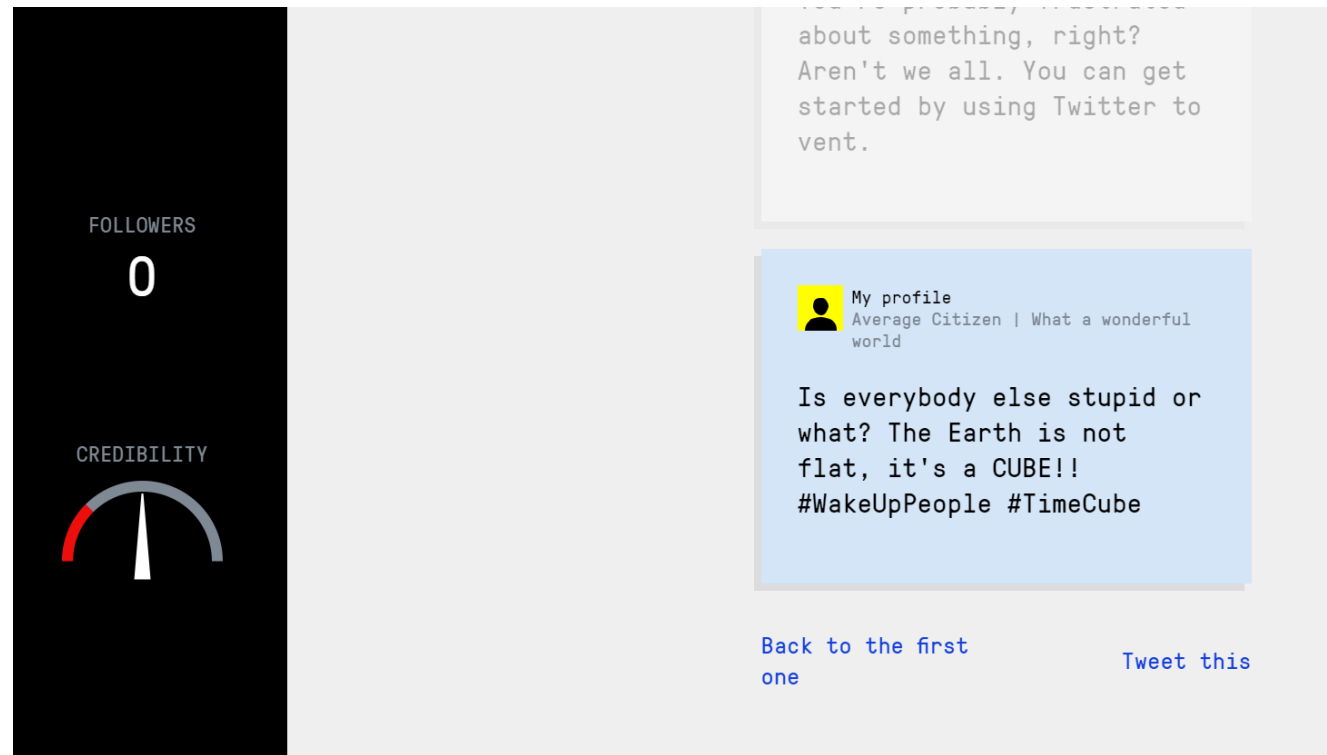 about something, right?
Aren't we all. You can get
started by using Twitter to
vent.
FOLLOWERS
0
CREDIBILITY
My profile
Average Citizen | What a wonderful
world
Is everybody else stupid or
what? The Earth is not
flat, it's a CUBE!!
#WakeUpPeople #TimeCube
Back to the first
one
Tweet this